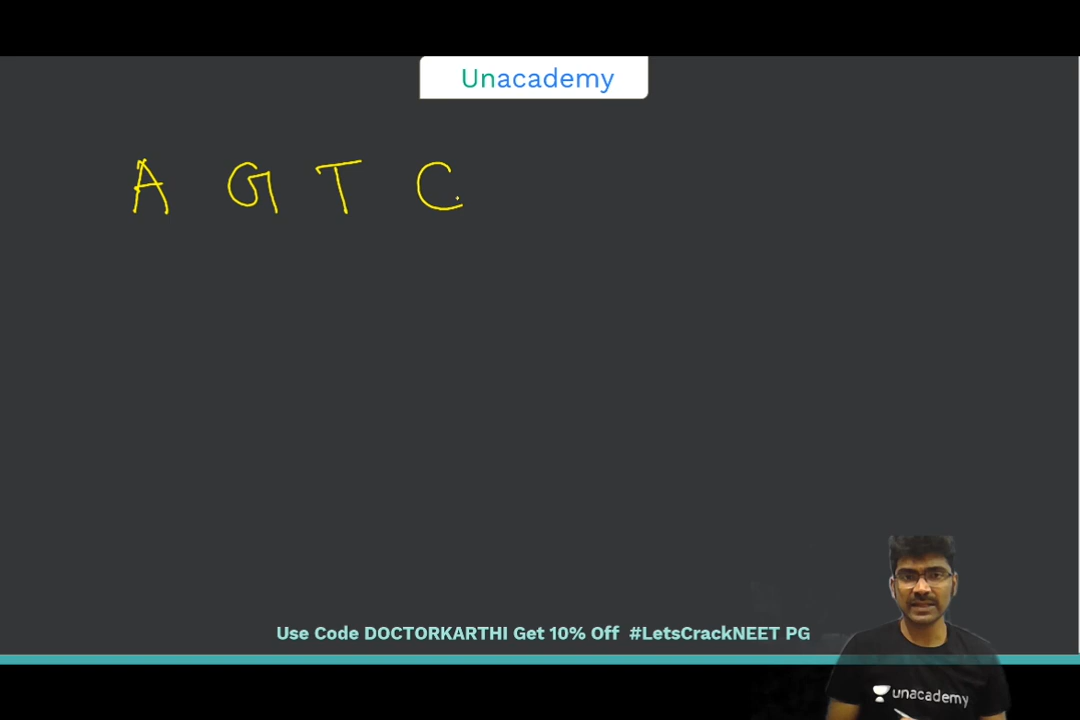 Unacademy
A G T C
Use Code DOCTORKARTHI Get 10% Off #LetsCrackNEET PG
unacademy